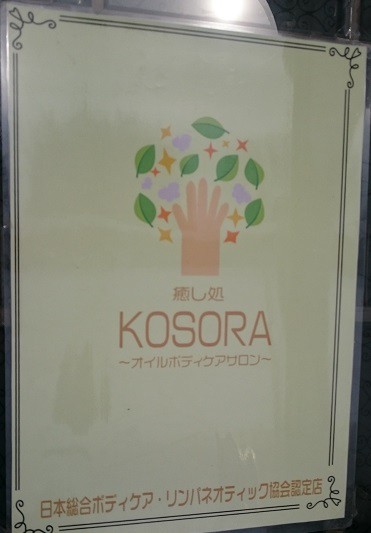 癒し処
KOSORA
～オイルボディケアサロン～
日本総合ボディケア・リンパネオティック協会認定店